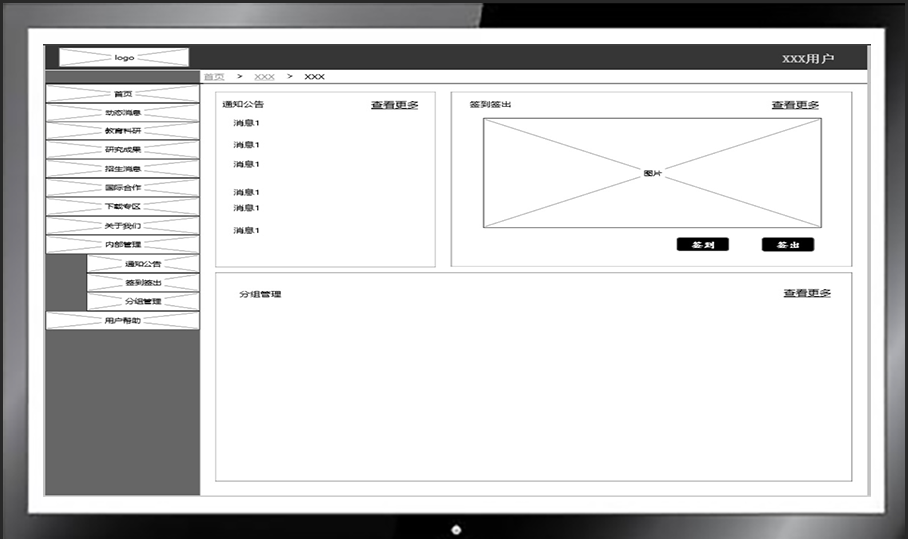 logo
XXX用户
首页 > XXX > XXX
首页
动态消息
教育科研
研究成果
招生消息
国际合作
下载专区
关于我们
内部管理
通知公告
签到签出
分组管理
用户帮助
通知公告 查看更多
消息1
消息1
消息1
消息1
消息1
消息1
签到签出 查看更多
图片
签到 签出
分组管理 查看更多